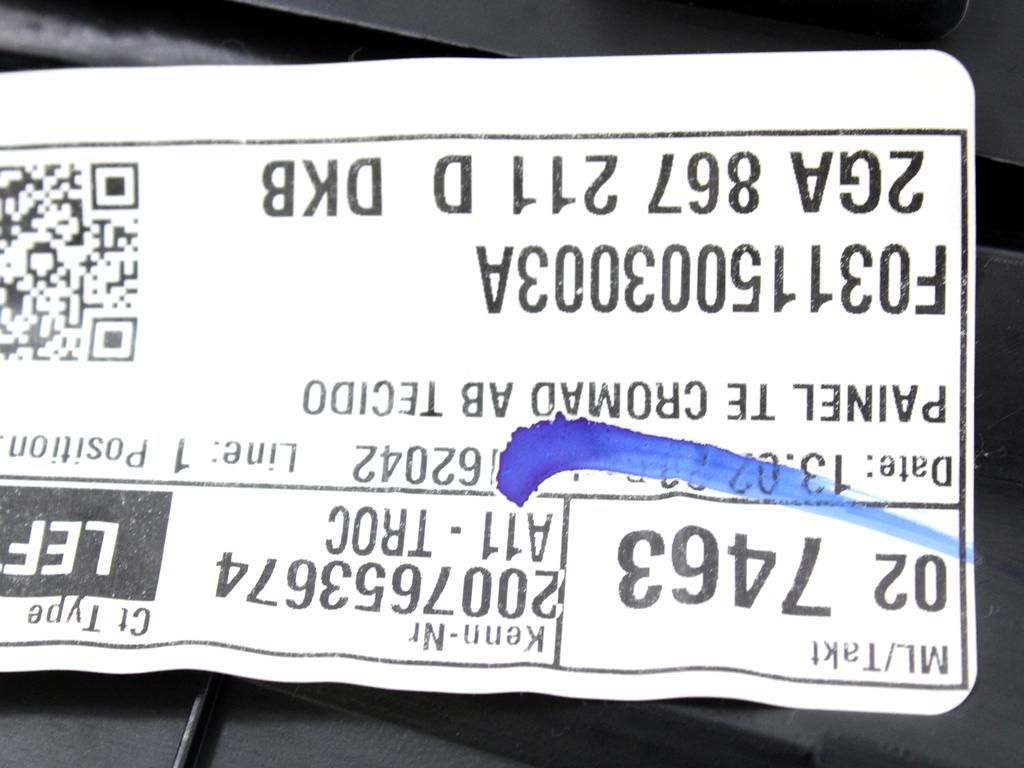 ML/Takt
02 7463
Kenn-Nr
2007653674
A11 - TROC
Ct Type
LEF
Date: 13.02 62042 Line: 1 Position:
PAINEL TE CROMAD AB TECIDO
F03115003003A
2GA 867 211 D DKB